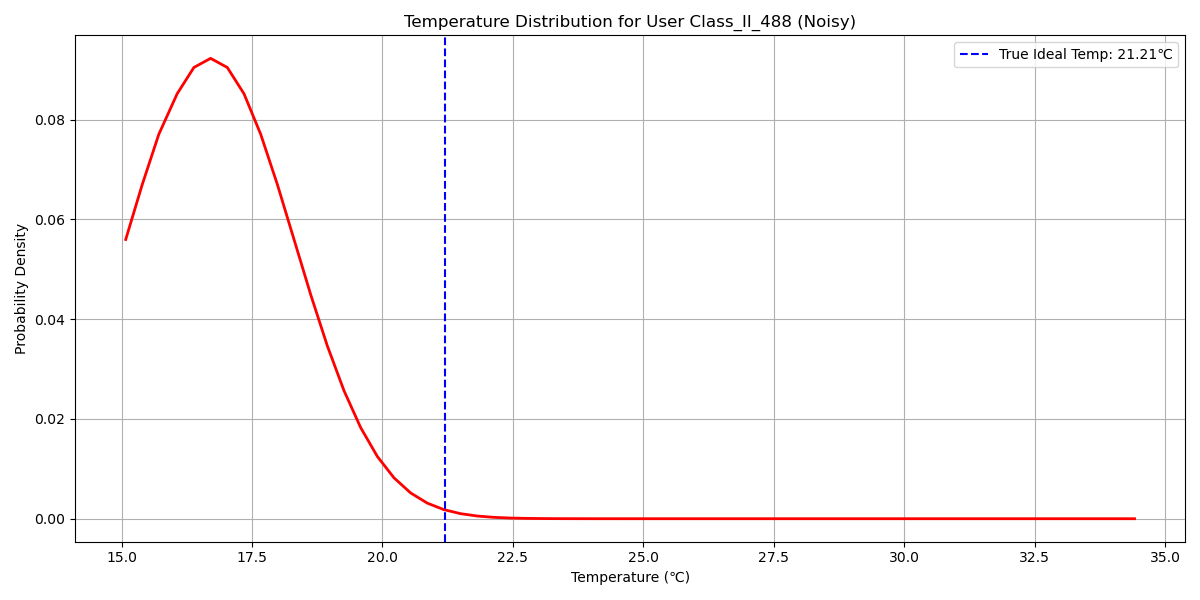 Temperature Distribution for User Class_II_488 (Noisy)
True Ideal Temp: 21.21℃
Probability Density
0.08
0.06
0.04
0.02
0.00
15.0 17.5 20.0 22.5 25.0 27.5 30.0 32.5 35.0
Temperature (℃)